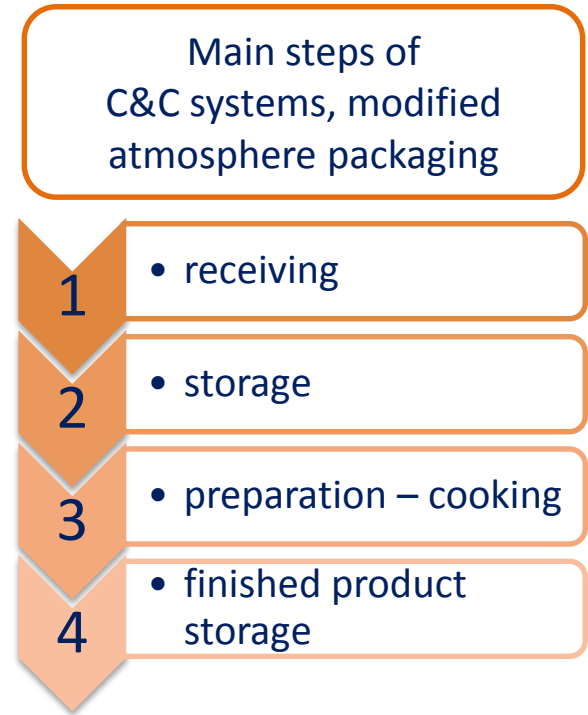 Main steps of
C&C systems, modified
atmosphere packaging
1
• receiving
2
• storage
3
• preparation – cooking
4
• finished product
storage